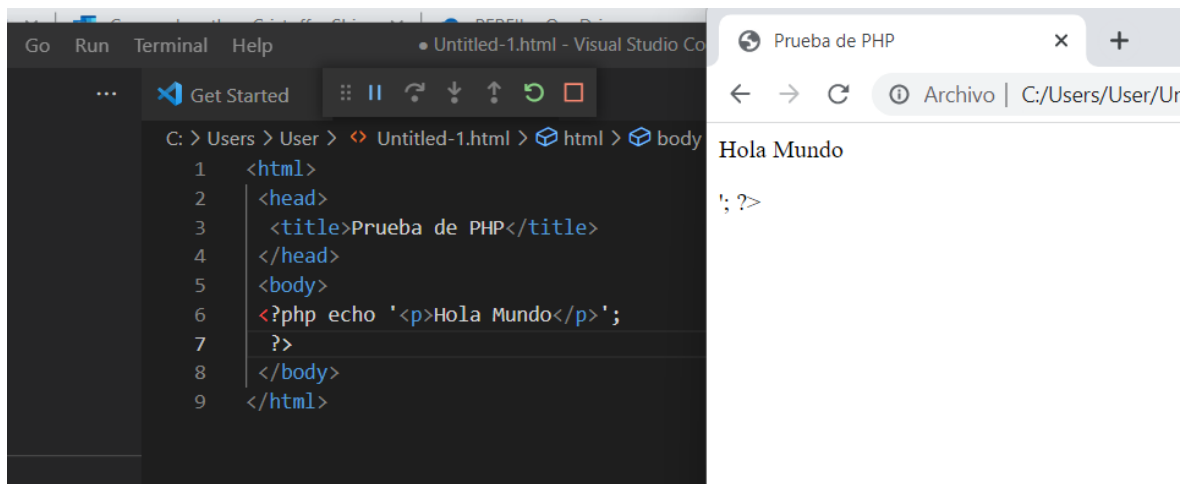 Go Run Terminal Help ● Untitled-1.html - Visual Studio Co
··· Get Started
C: > Users > User > Untitled-1.html > html > body
1 <html>
2 <head>
3 <title>Prueba de PHP</title>
4 </head>
5 <body>
6 <?php echo '<p>Hola Mundo</p>';
7 ?>
8 </body>
9 </html>
Prueba de PHP
Archivo | C:/Users/User/Un
Hola Mundo
'; ?>